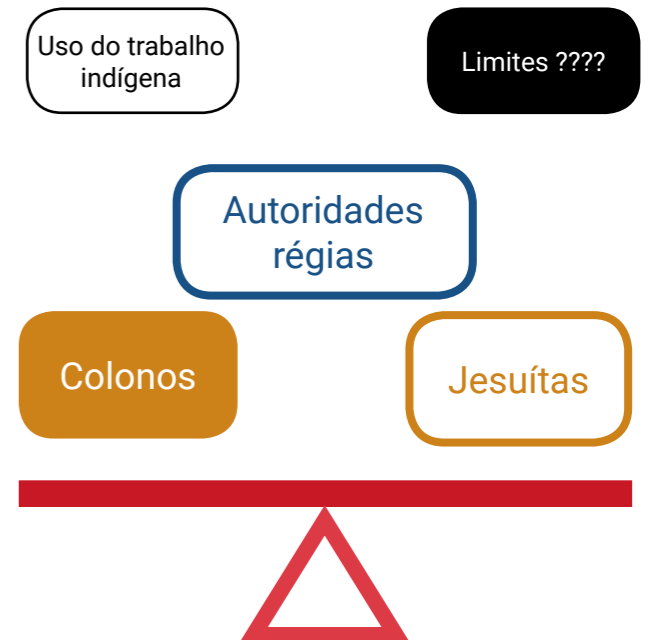 Uso do trabalho
indígena
Limites ????
Autoridades
régias
Colonos
Jesuítas